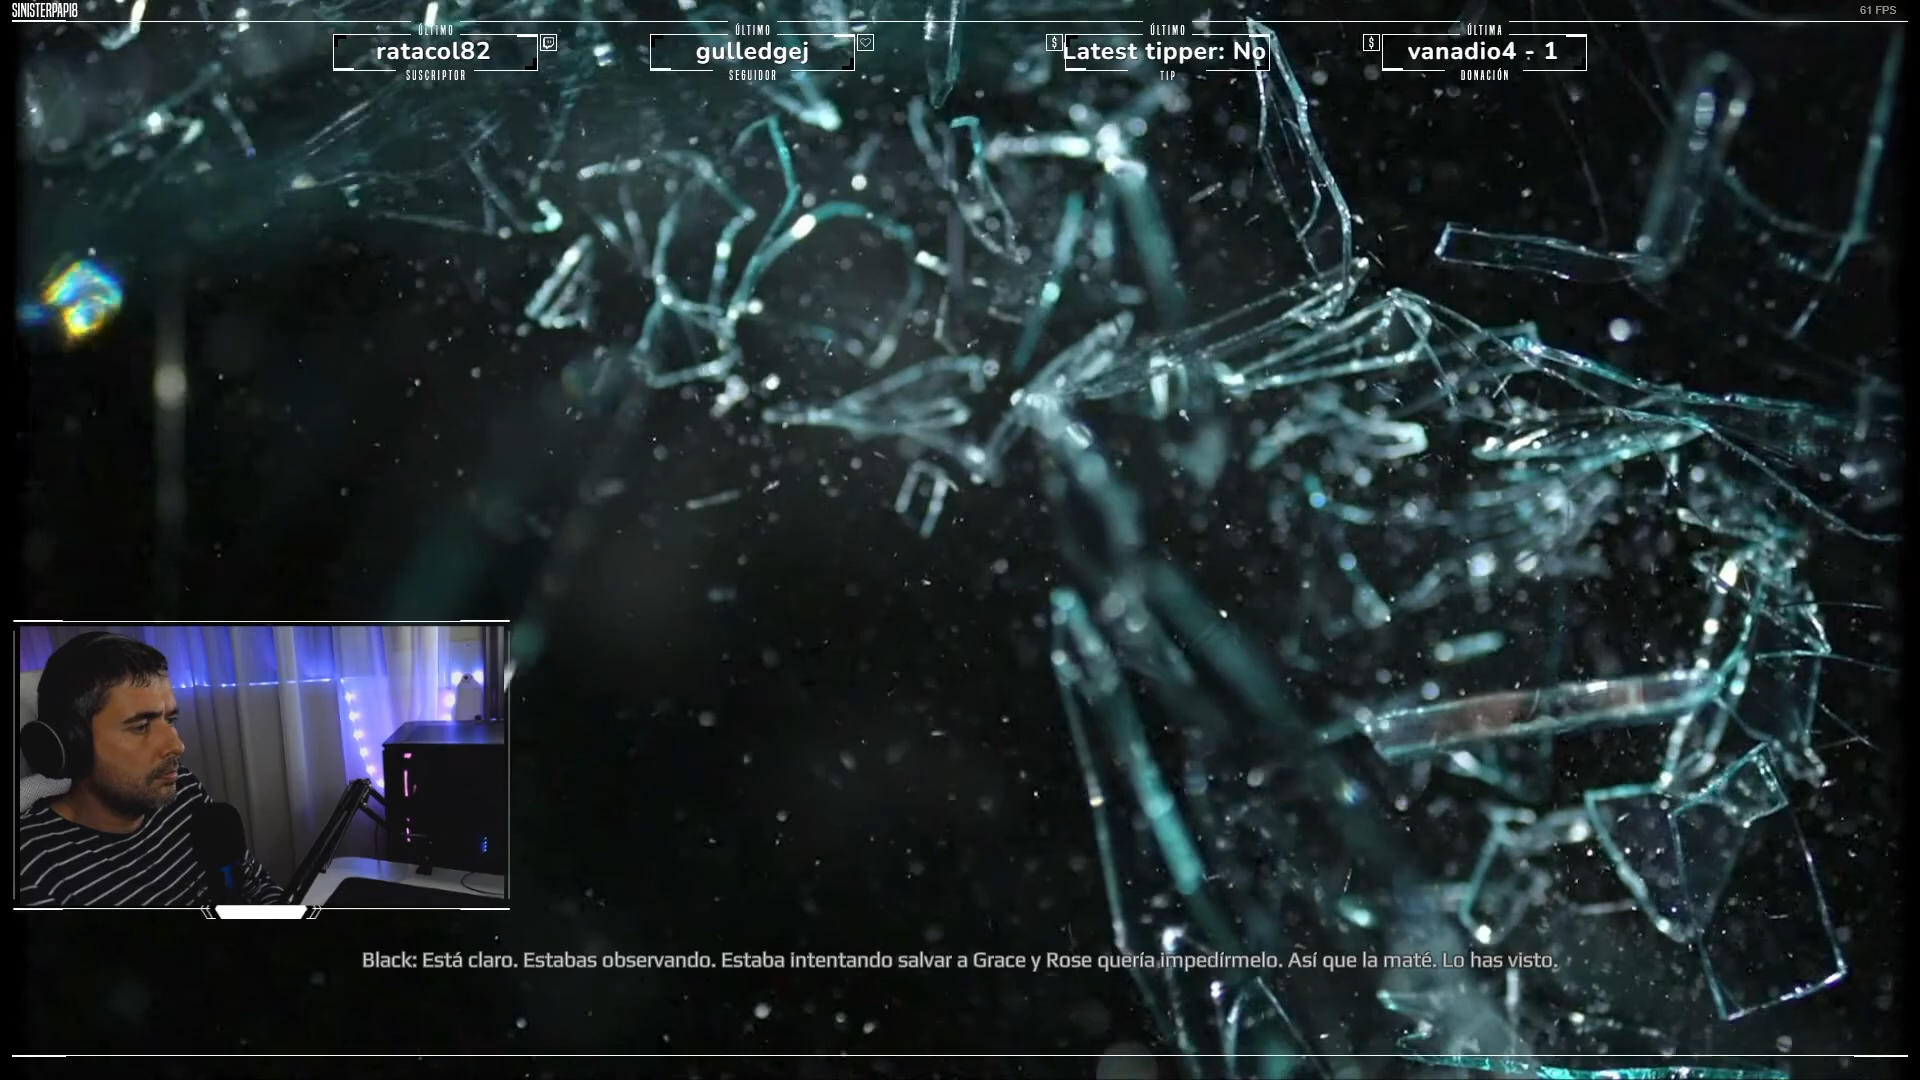 SINISTERPAPI8
61 FPS
ÚLTIMO
ratacol82
SUSCRIPTOR
ÚLTIMO
gulledgej
SEGUIDOR
ÚLTIMO
$
Latest tipper: No
TIP
ÚLTIMA
$
vanadio4 - 1
DONACIÓN
Black: Está claro. Estabas observando. Estaba intentando salvar a Grace y Rose quería impedírmelo. Así que la maté. Lo has visto.